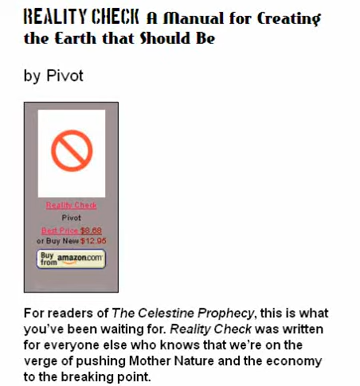 REALITY CHECK A Manual for Creating
the Earth that Should Be
by Pivot
Reality Check
Pivot
Best Price $8.68
or Buy New $12.96
Buy
from amazon.com
For readers of The Celestine Prophecy, this is what
you've been waiting for. Reality Check was written
for everyone else who knows that we're on the
verge of pushing Mother Nature and the economy
to the breaking point.